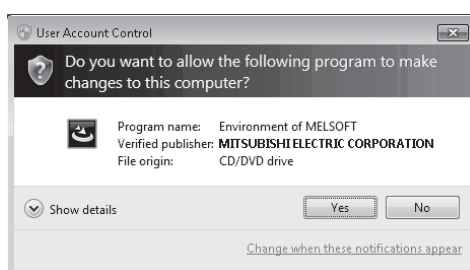 User Account Control
Do you want to allow the following program to make
changes to this computer?
Program name: Environment of MELSOFT
Verified publisher: MITSUBISHI ELECTRIC CORPORATION
File origin: CD/DVD drive
Show details
Yes No
Change when these notifications appear